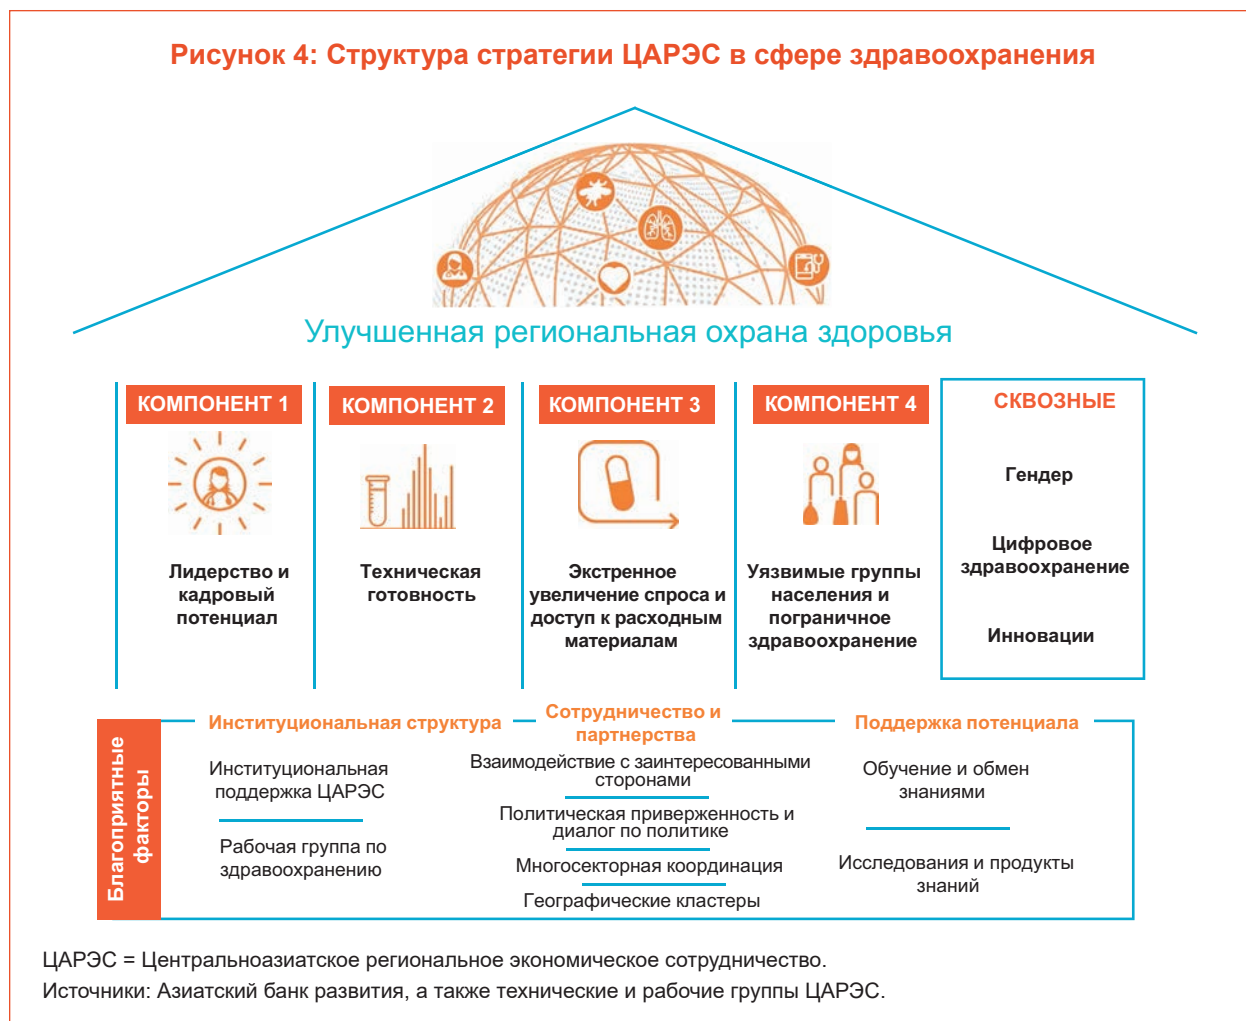 Рисунок 4: Структура стратегии ЦАРЭС в сфере здравоохранения
Улучшенная региональная охрана здоровья
КОМПОНЕНТ 1
Лидерство и
кадровый
потенциал
КОМПОНЕНТ 2
Техническая
готовность
КОМПОНЕНТ 3
Экстренное
увеличение спроса и
доступ к расходным
материалам
КОМПОНЕНТ 4
Уязвимые группы
населения и
пограничное
здравоохранение
СКВОЗНЫЕ
Гендер
Цифровое
здравоохранение
Инновации
Благоприятные
факторы
Институциональная структура
Институциональная
поддержка ЦАРЭС
Рабочая группа по
здравоохранению
Сотрудничество и
партнерства
Взаимодействие с заинтересованными
сторонами
Политическая приверженность и
диалог по политике
Многосекторная координация
Географические кластеры
Поддержка потенциала
Обучение и обмен
знаниями
Исследования и продукты
знаний
ЦАРЭС = Центральноазиатское региональное экономическое сотрудничество.
Источники: Азиатский банк развития, а также технические и рабочие группы ЦАРЭС.